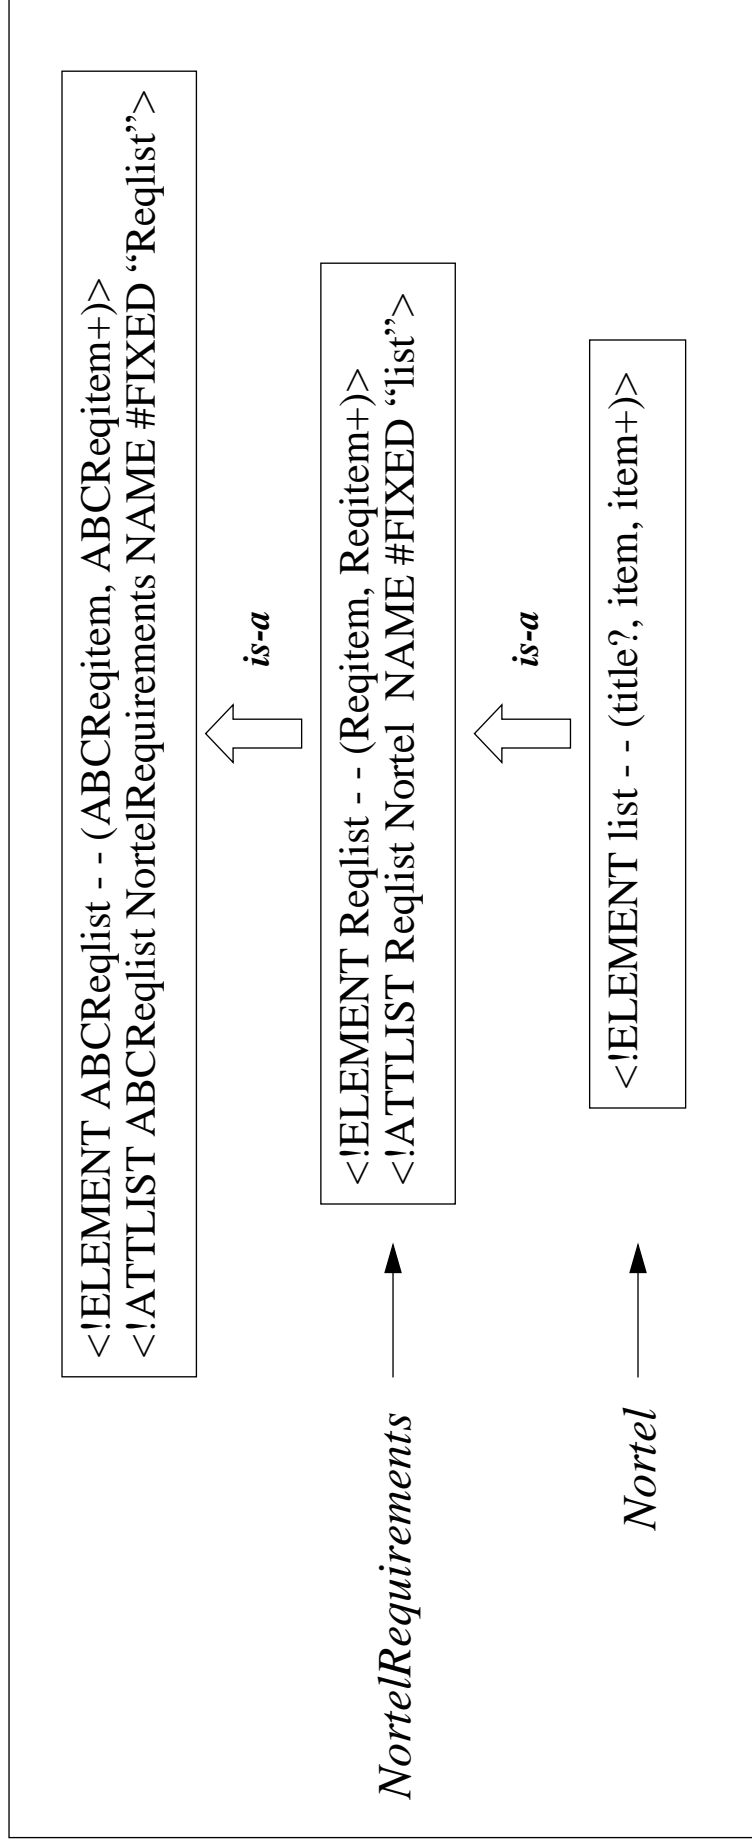 <!ELEMENT ABCReqlist - - (ABCReqitem, ABCReqitem+)>
<!ATTLIST ABCReqlist NortelRequirements NAME #FIXED “Reqlist”>
is-a
NortelRequirements
<!ELEMENT Reqlist - - (Reqitem, Reqitem+)>
<!ATTLIST Reqlist Nortel NAME #FIXED “list”>
is-a
Nortel
<!ELEMENT list - - (title?, item, item+)>